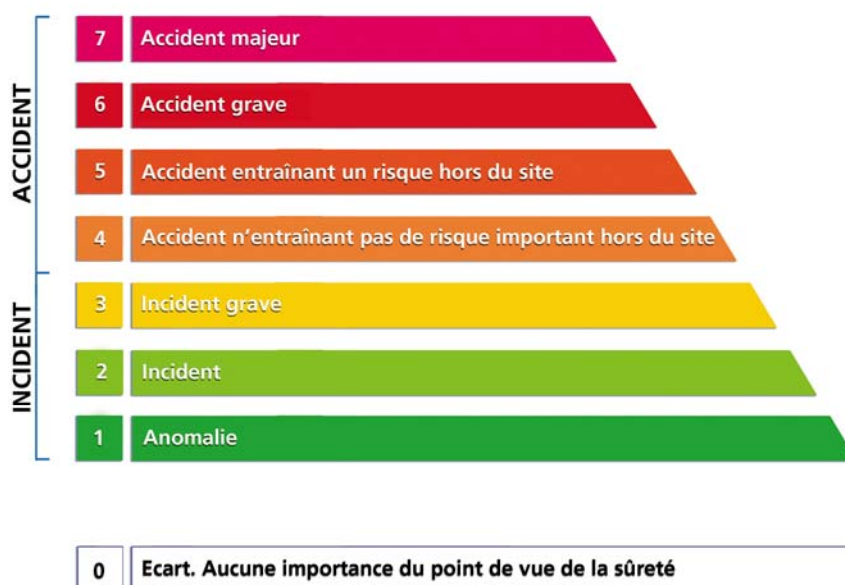 ACCIDENT
7 Accident majeur
6 Accident grave
5 Accident entraînant un risque hors du site
4 Accident n’entraînant pas de risque important hors du site
INCIDENT
3 Incident grave
2 Incident
1 Anomalie
0 Ecart. Aucune importance du point de vue de la sûreté